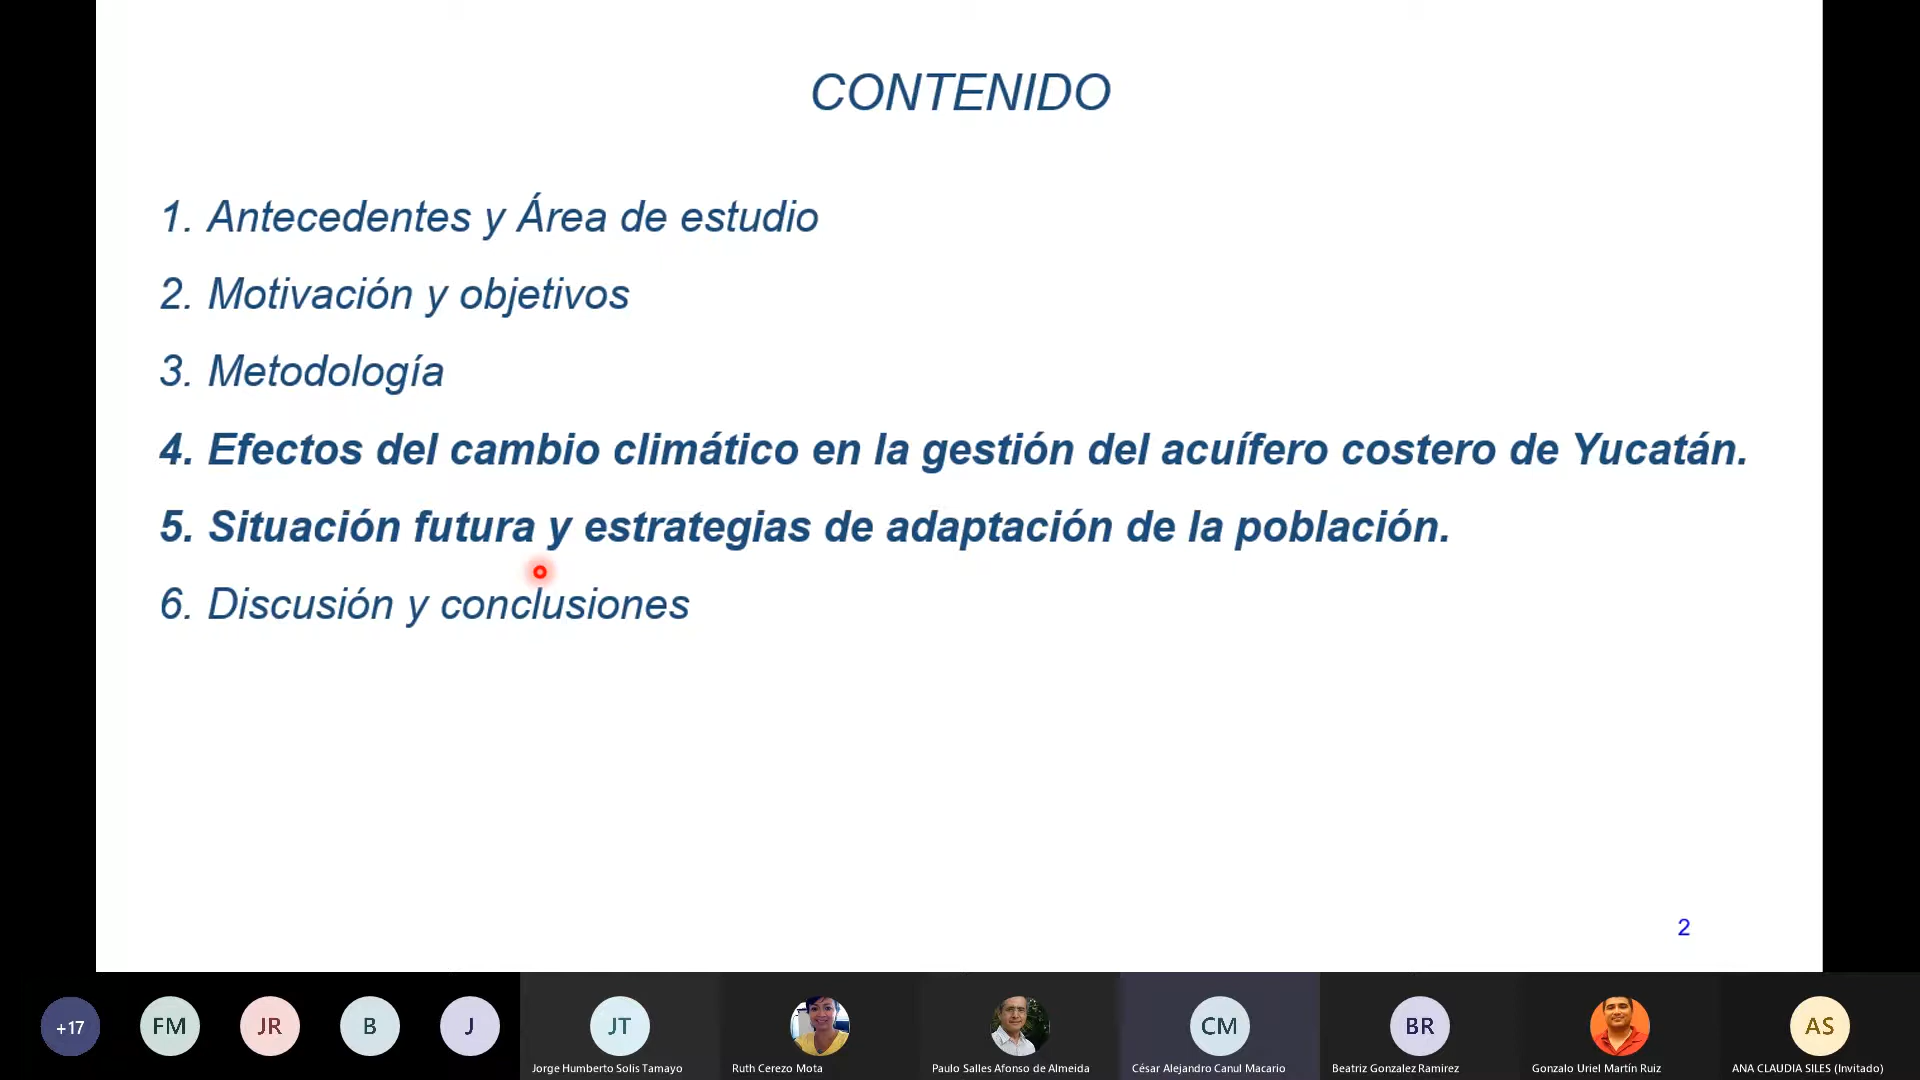 CONTENIDO
1. Antecedentes y Área de estudio
2. Motivación y objetivos
3. Metodología
4. Efectos del cambio climático en la gestión del acuífero costero de Yucatán.
5. Situación futura y estrategias de adaptación de la población.
6. Discusión y conclusiones
2
+17
FM
JR
B
J
JT
CM
BR
AS
Jorge Humberto Solis Tamayo
Ruth Cerezo Mota
Paulo Salles Afonso de Almeida
César Alejandro Canul Macario
Beatriz Gonzalez Ramirez
Gonzalo Uriel Martín Ruiz
ANA CLAUDIA SILES (Invitado)